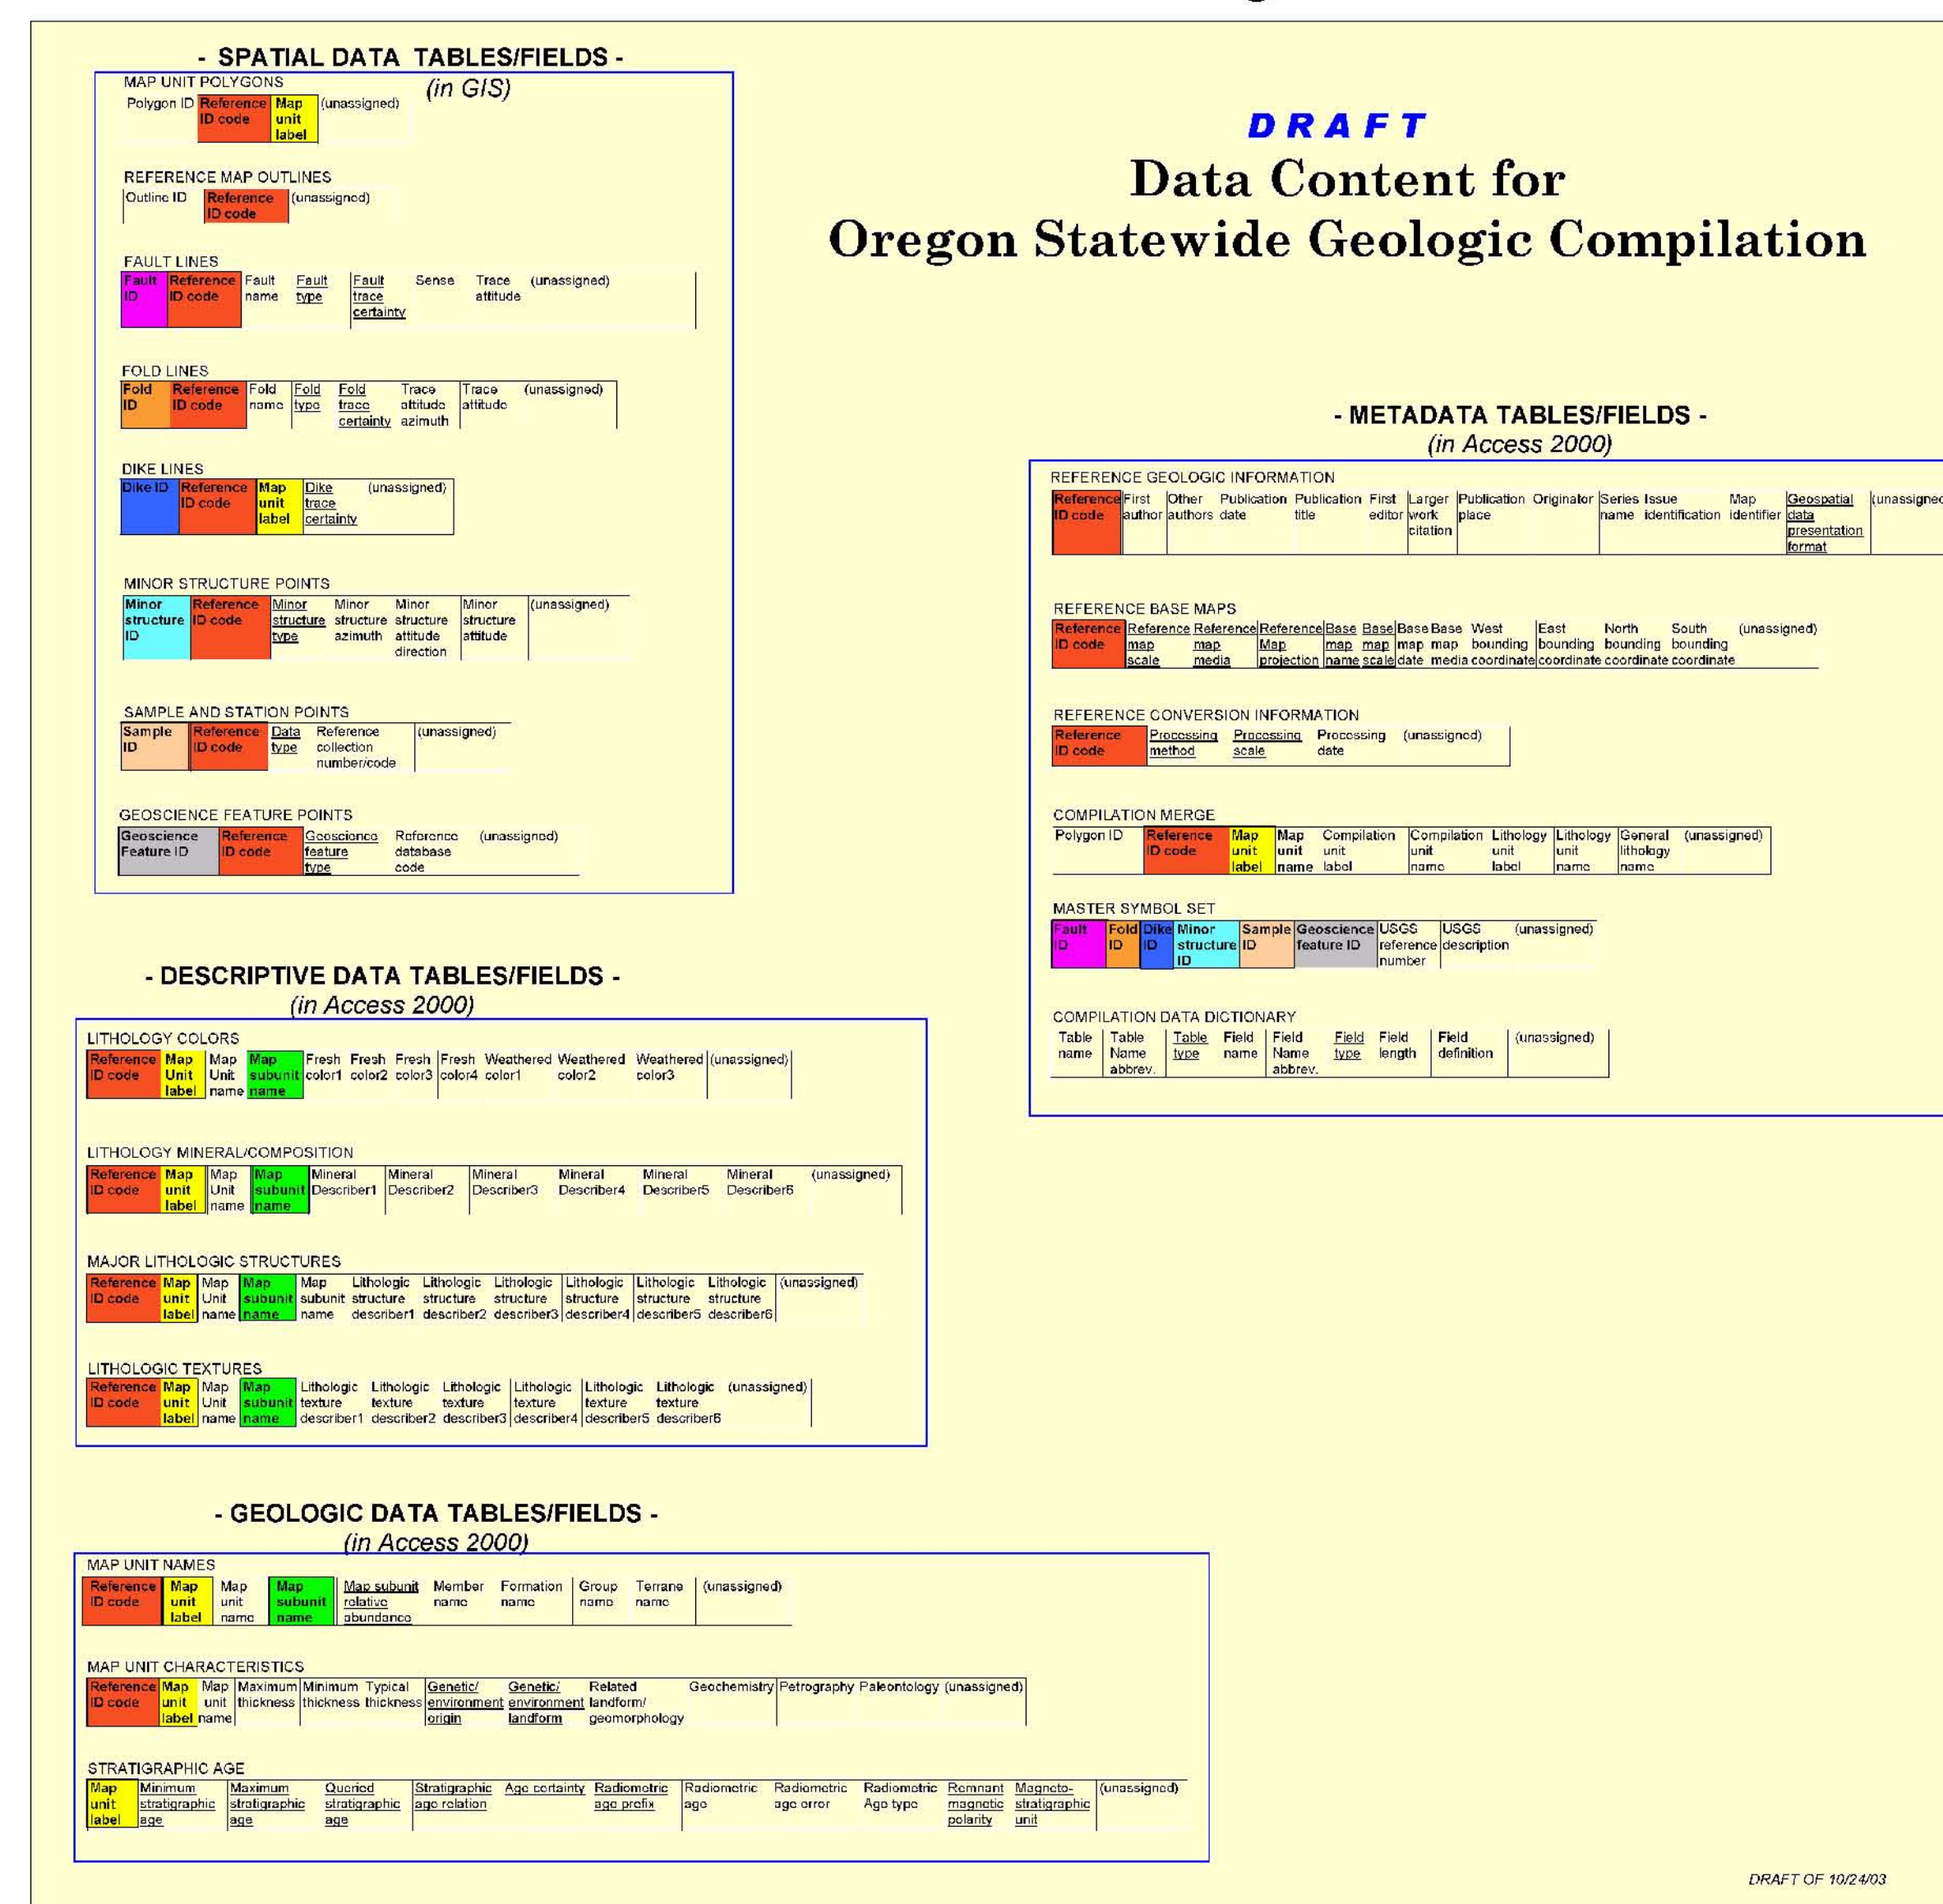 - SPATIAL DATA TABLES/FIELDS -
(in GIS)
MAP UNIT POLYGONS
Polygon ID Reference Map (unassigned)
ID code unit
label
REFERENCE MAP OUTLINES
Outline ID Reference (unassigned)
ID code
FAULT LINES
Fault Reference Fault Fault Fault Sense Trace (unassigned)
ID ID code name type trace attitude
certainty
FOLD LINES
Fold Reference Fold Fold Fold Trace Trace (unassigned)
ID ID code name type trace attitude attitude
certainty azimuth
DIKE LINES
Dike ID Reference Map Dike (unassigned)
ID code unit trace
label certainty
MINOR STRUCTURE POINTS
Minor Reference Minor Minor Minor Minor (unassigned)
structure ID code structure structure structure structure
ID type azimuth attitude attitude
direction
SAMPLE AND STATION POINTS
Sample Reference Data Reference (unassigned)
ID ID code type collection
number/code
GEOSCIENCE FEATURE POINTS
Geoscience Reference Geoscience Reference (unassigned)
Feature ID ID code feature database
type code
DRAFT
Data Content for
Oregon Statewide Geologic Compilation
- METADATA TABLES/FIELDS -
(in Access 2000)
REFERENCE GEOLOGIC INFORMATION
Reference First Other Publication Publication First Larger Publication Originator Series Issue Map Geospatial (unassigned
ID code author authors date title editor work place name identification identifier data
citation presentation
format
REFERENCE BASE MAPS
Reference Reference Reference Reference Base Base Base Base West East North South (unassigned)
ID code map map Map map map map map bounding bounding bounding bounding
scale media projection name scale date media coordinate coordinate coordinate coordinate
REFERENCE CONVERSION INFORMATION
Reference Processing Processing Processing (unassigned)
ID code method scale date
COMPILATION MERGE
Polygon ID Reference Map Map Compilation Compilation Lithology Lithology General (unassigned)
ID code unit unit unit unit unit unit lithology
label name label name label name name
MASTER SYMBOL SET
Fault Fold Dike Minor Sample Geoscience USGS USGS (unassigned)
ID ID ID structure ID feature ID reference description
ID number
COMPILATION DATA DICTIONARY
Table Table Table Field Field Field Field Field (unassigned)
name Name type name Name type length definition
abbrev. abbrev.
- DESCRIPTIVE DATA TABLES/FIELDS -
(in Access 2000)
LITHOLOGY COLORS
Reference Map Map Map Fresh Fresh Fresh Fresh Weathered Weathered Weathered (unassigned)
ID code Unit Unit subunit color1 color2 color3 color4 color1 color2 color3
label name name
LITHOLOGY MINERAL/COMPOSITION
Reference Map Map Map Mineral Mineral Mineral Mineral Mineral Mineral (unassigned)
ID code unit Unit subunit Describer1 Describer2 Describer3 Describer4 Describer5 Describer6
label name name
MAJOR LITHOLOGIC STRUCTURES
Reference Map Map Map Map Lithologic Lithologic Lithologic Lithologic Lithologic Lithologic (unassigned)
ID code unit Unit subunit subunit structure structure structure structure structure structure
label name name name describer1 describer2 describer3 describer4 describer5 describer6
LITHOLOGIC TEXTURES
Reference Map Map Map Lithologic Lithologic Lithologic Lithologic Lithologic Lithologic (unassigned)
ID code unit Unit subunit texture texture texture texture texture texture
label name name describer1 describer2 describer3 describer4 describer5 describer6
- GEOLOGIC DATA TABLES/FIELDS -
(in Access 2000)
MAP UNIT NAMES
Reference Map Map Map Map subunit Member Formation Group Terrane (unassigned)
ID code unit unit subunit relative name name name name
label name name abundance
MAP UNIT CHARACTERISTICS
Reference Map Map Maximum Minimum Typical Genetic/ Genetic/ Related Geochemistry Petrography Paleontology (unassigned)
ID code unit unit thickness thickness thickness environment environment landform/
label name origin landform geomorphology
STRATIGRAPHIC AGE
Map Minimum Maximum Queried Stratigraphic Age certainty Radiometric Radiometric Radiometric Radiometric Remnant Magneto- (unassigned)
unit stratigraphic stratigraphic stratigraphic age relation age prefix age age error Age type magnetic stratigraphic
label age age age polarity unit
DRAFT OF 10/24/03